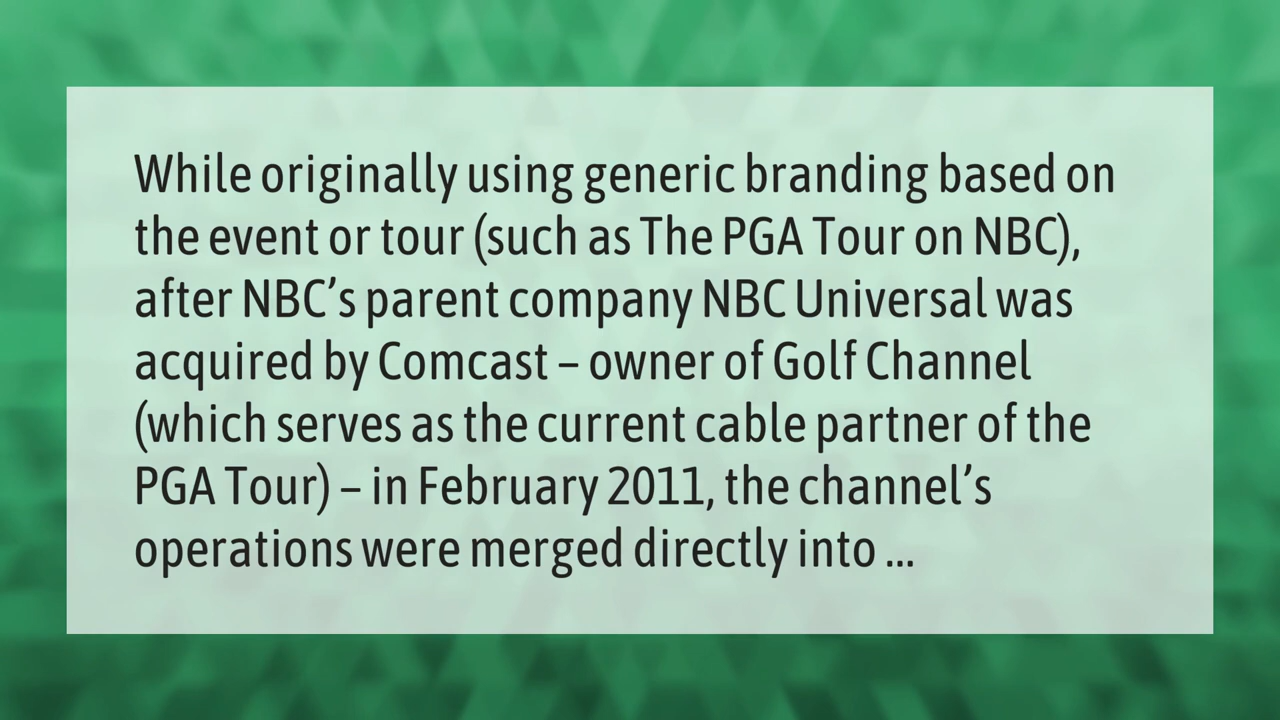 While originally using generic branding based on
the event or tour (such as The PGA Tour on NBC),
after NBC’s parent company NBC Universal was
acquired by Comcast – owner of Golf Channel
(which serves as the current cable partner of the
PGA Tour) – in February 2011, the channel’s
operations were merged directly into ...